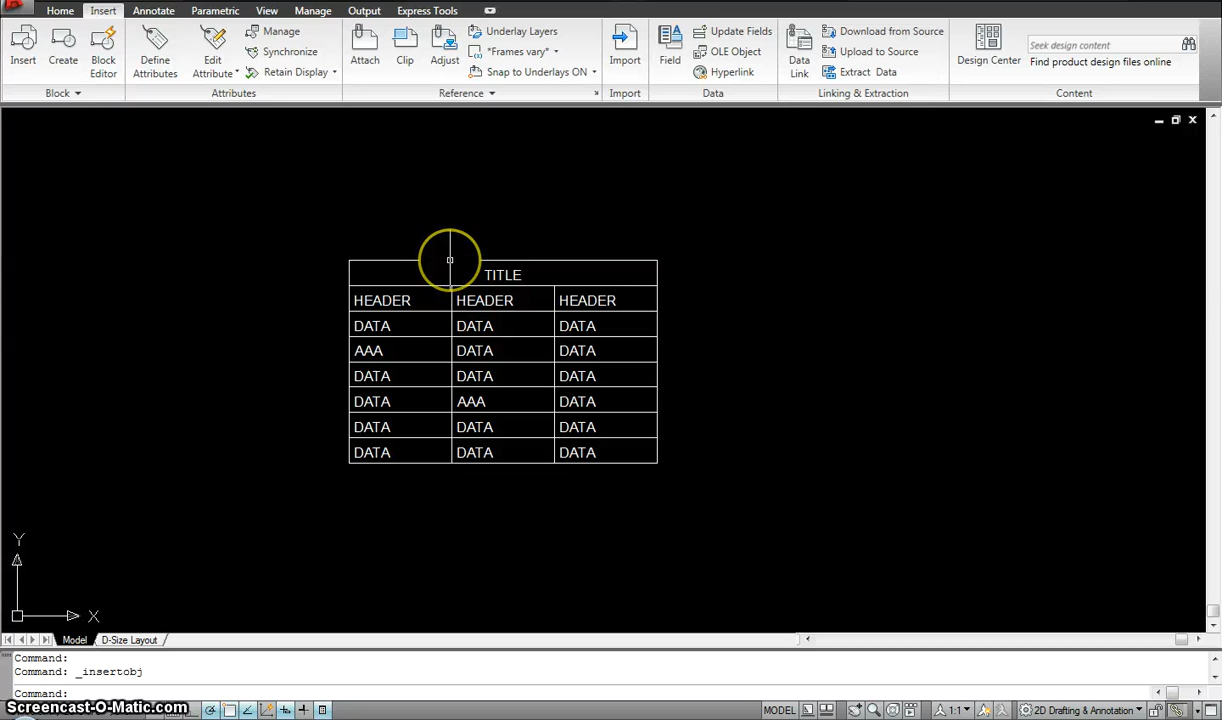 Home Insert Annotate Parametric View Manage Output Express Tools
Insert Create Block Editor
Define Attributes Edit Attribute Manage Synchronize Retain Display
Attach Clip Adjust Underlay Layers *Frames vary* Snap to Underlays ON
Import Field Update Fields OLE Object Hyperlink
Data Link Download from Source Upload to Source Extract Data
Design Center Seek design content
Find product design files online
Block Attributes Reference Import Data Linking & Extraction Content
TITLE
HEADER HEADER HEADER
DATA DATA DATA
AAA DATA DATA
DATA DATA DATA
DATA AAA DATA
DATA DATA DATA
DATA DATA DATA
Y
X
Model D-Size Layout
Command:
Command: _insertobj
Command:
Screencast-O-Matic.com MODEL 1:1 2D Drafting & Annotation